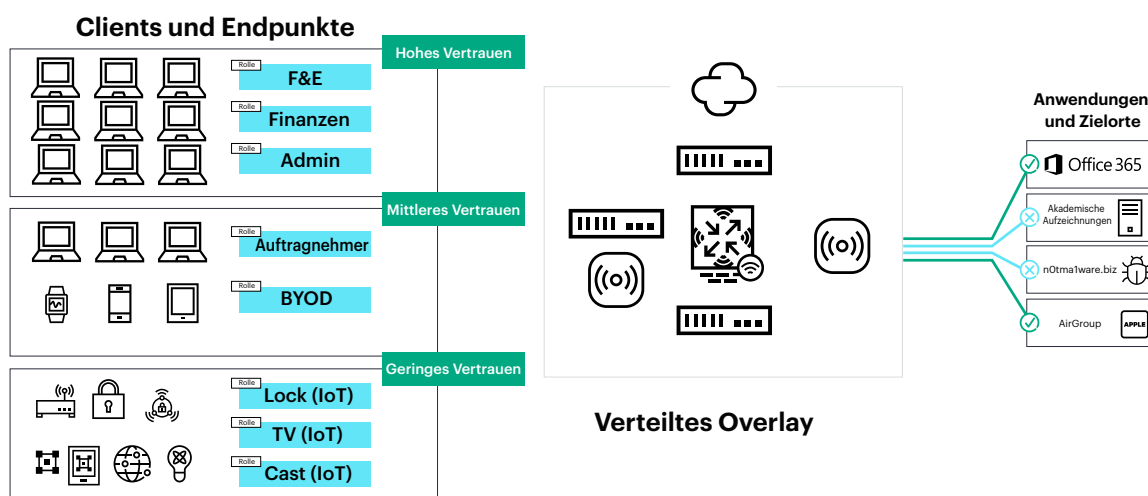 Clients und Endpunkte
Hohes Vertrauen
Rolle
F&E
Rolle
Finanzen
Rolle
Admin
Mittleres Vertrauen
Rolle
Auftragnehmer
Rolle
BYOD
Geringes Vertrauen
Rolle
Lock (IoT)
Rolle
TV (IoT)
Rolle
Cast (IoT)
Verteiltes Overlay
Anwendungen
und Zielorte
Office 365
Akademische
Aufzeichnungen
n0tma1ware.biz
AirGroup
APPLE